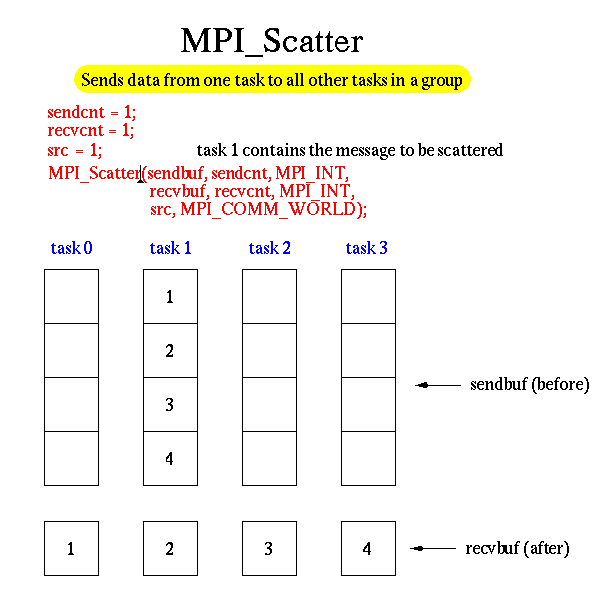 MPI_Scatter
Sends data from one task to all other tasks in a group
sendcnt = 1;
recvcnt = 1;
src = 1; task 1 contains the message to be scattered
MPI_Scatter(sendbuf, sendcnt, MPI_INT,
recvbuf, recvcnt, MPI_INT,
src, MPI_COMM_WORLD);
task 0 task 1 task 2 task 3
1
2
3
sendbuf (before)
4
1 2 3 4 recvbuf (after)